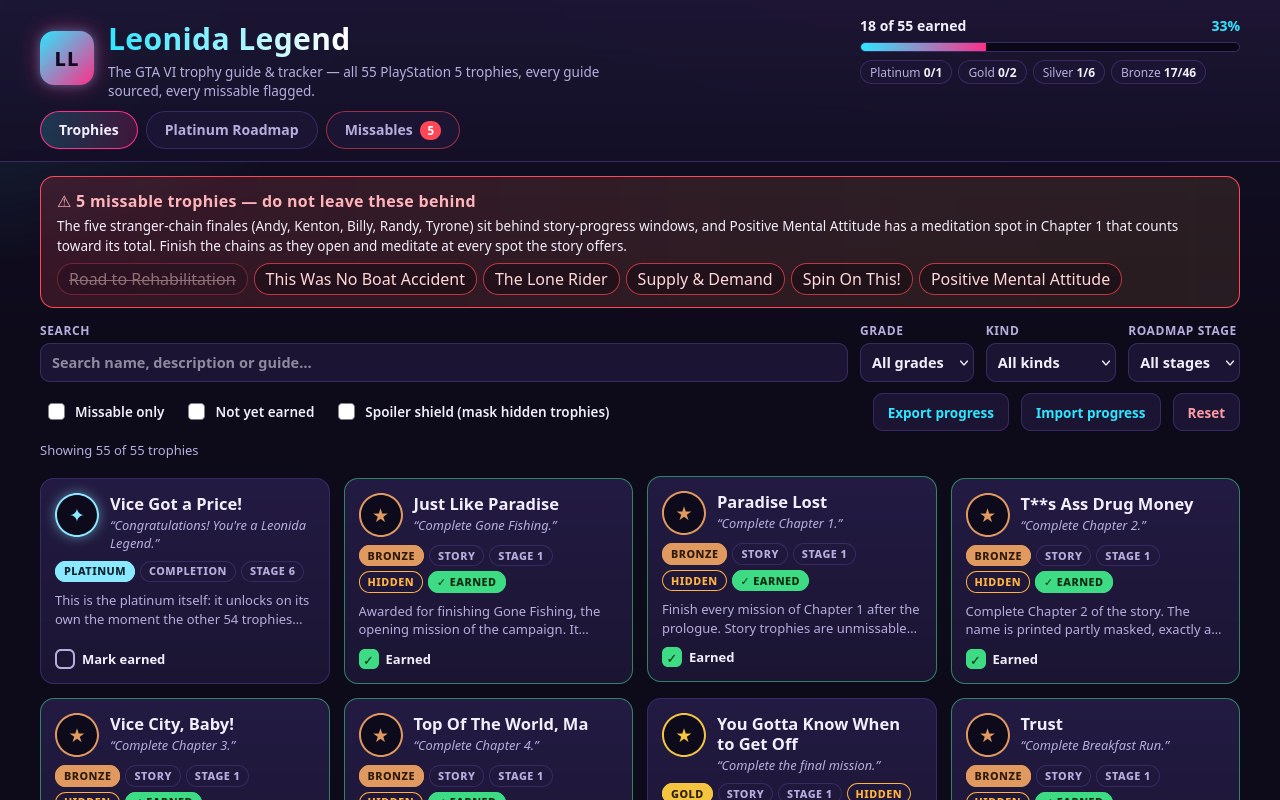 LL
Leonida Legend
The GTA VI trophy guide & tracker — all 55 PlayStation 5 trophies, every guide
sourced, every missable flagged.
18 of 55 earned 33%
Platinum 0/1 Gold 0/2 Silver 1/6 Bronze 17/46
Trophies Platinum Roadmap Missables 5
⚠ 5 missable trophies — do not leave these behind
The five stranger-chain finales (Andy, Kenton, Billy, Randy, Tyrone) sit behind story-progress windows, and Positive Mental Attitude has a meditation spot in Chapter 1 that counts
toward its total. Finish the chains as they open and meditate at every spot the story offers.
Road to Rehabilitation This Was No Boat Accident The Lone Rider Supply & Demand Spin On This! Positive Mental Attitude
SEARCH GRADE KIND ROADMAP STAGE
Search name, description or guide... All grades All kinds All stages
Missable only Not yet earned Spoiler shield (mask hidden trophies) Export progress Import progress Reset
Showing 55 of 55 trophies
✦ Vice Got a Price!
“Congratulations! You're a Leonida
Legend.”
PLATINUM COMPLETION STAGE 6
This is the platinum itself: it unlocks on its
own the moment the other 54 trophies...
Mark earned
★ Just Like Paradise
“Complete Gone Fishing.”
BRONZE STORY STAGE 1
HIDDEN ✓ EARNED
Awarded for finishing Gone Fishing, the
opening mission of the campaign. It...
✓ Earned
★ Paradise Lost
“Complete Chapter 1.”
BRONZE STORY STAGE 1
HIDDEN ✓ EARNED
Finish every mission of Chapter 1 after the
prologue. Story trophies are unmissable...
✓ Earned
★ T**s Ass Drug Money
“Complete Chapter 2.”
BRONZE STORY STAGE 1
HIDDEN ✓ EARNED
Complete Chapter 2 of the story. The
name is printed partly masked, exactly a...
✓ Earned
★ Vice City, Baby!
“Complete Chapter 3.”
BRONZE STORY STAGE 1
HIDDEN ✓ EARNED
★ Top Of The World, Ma
“Complete Chapter 4.”
BRONZE STORY STAGE 1
HIDDEN ✓ EARNED
★ You Gotta Know When
to Get Off
“Complete the final mission.”
GOLD STORY STAGE 1 HIDDEN
★ Trust
“Complete Breakfast Run.”
BRONZE STORY STAGE 1
HIDDEN ✓ EARNED